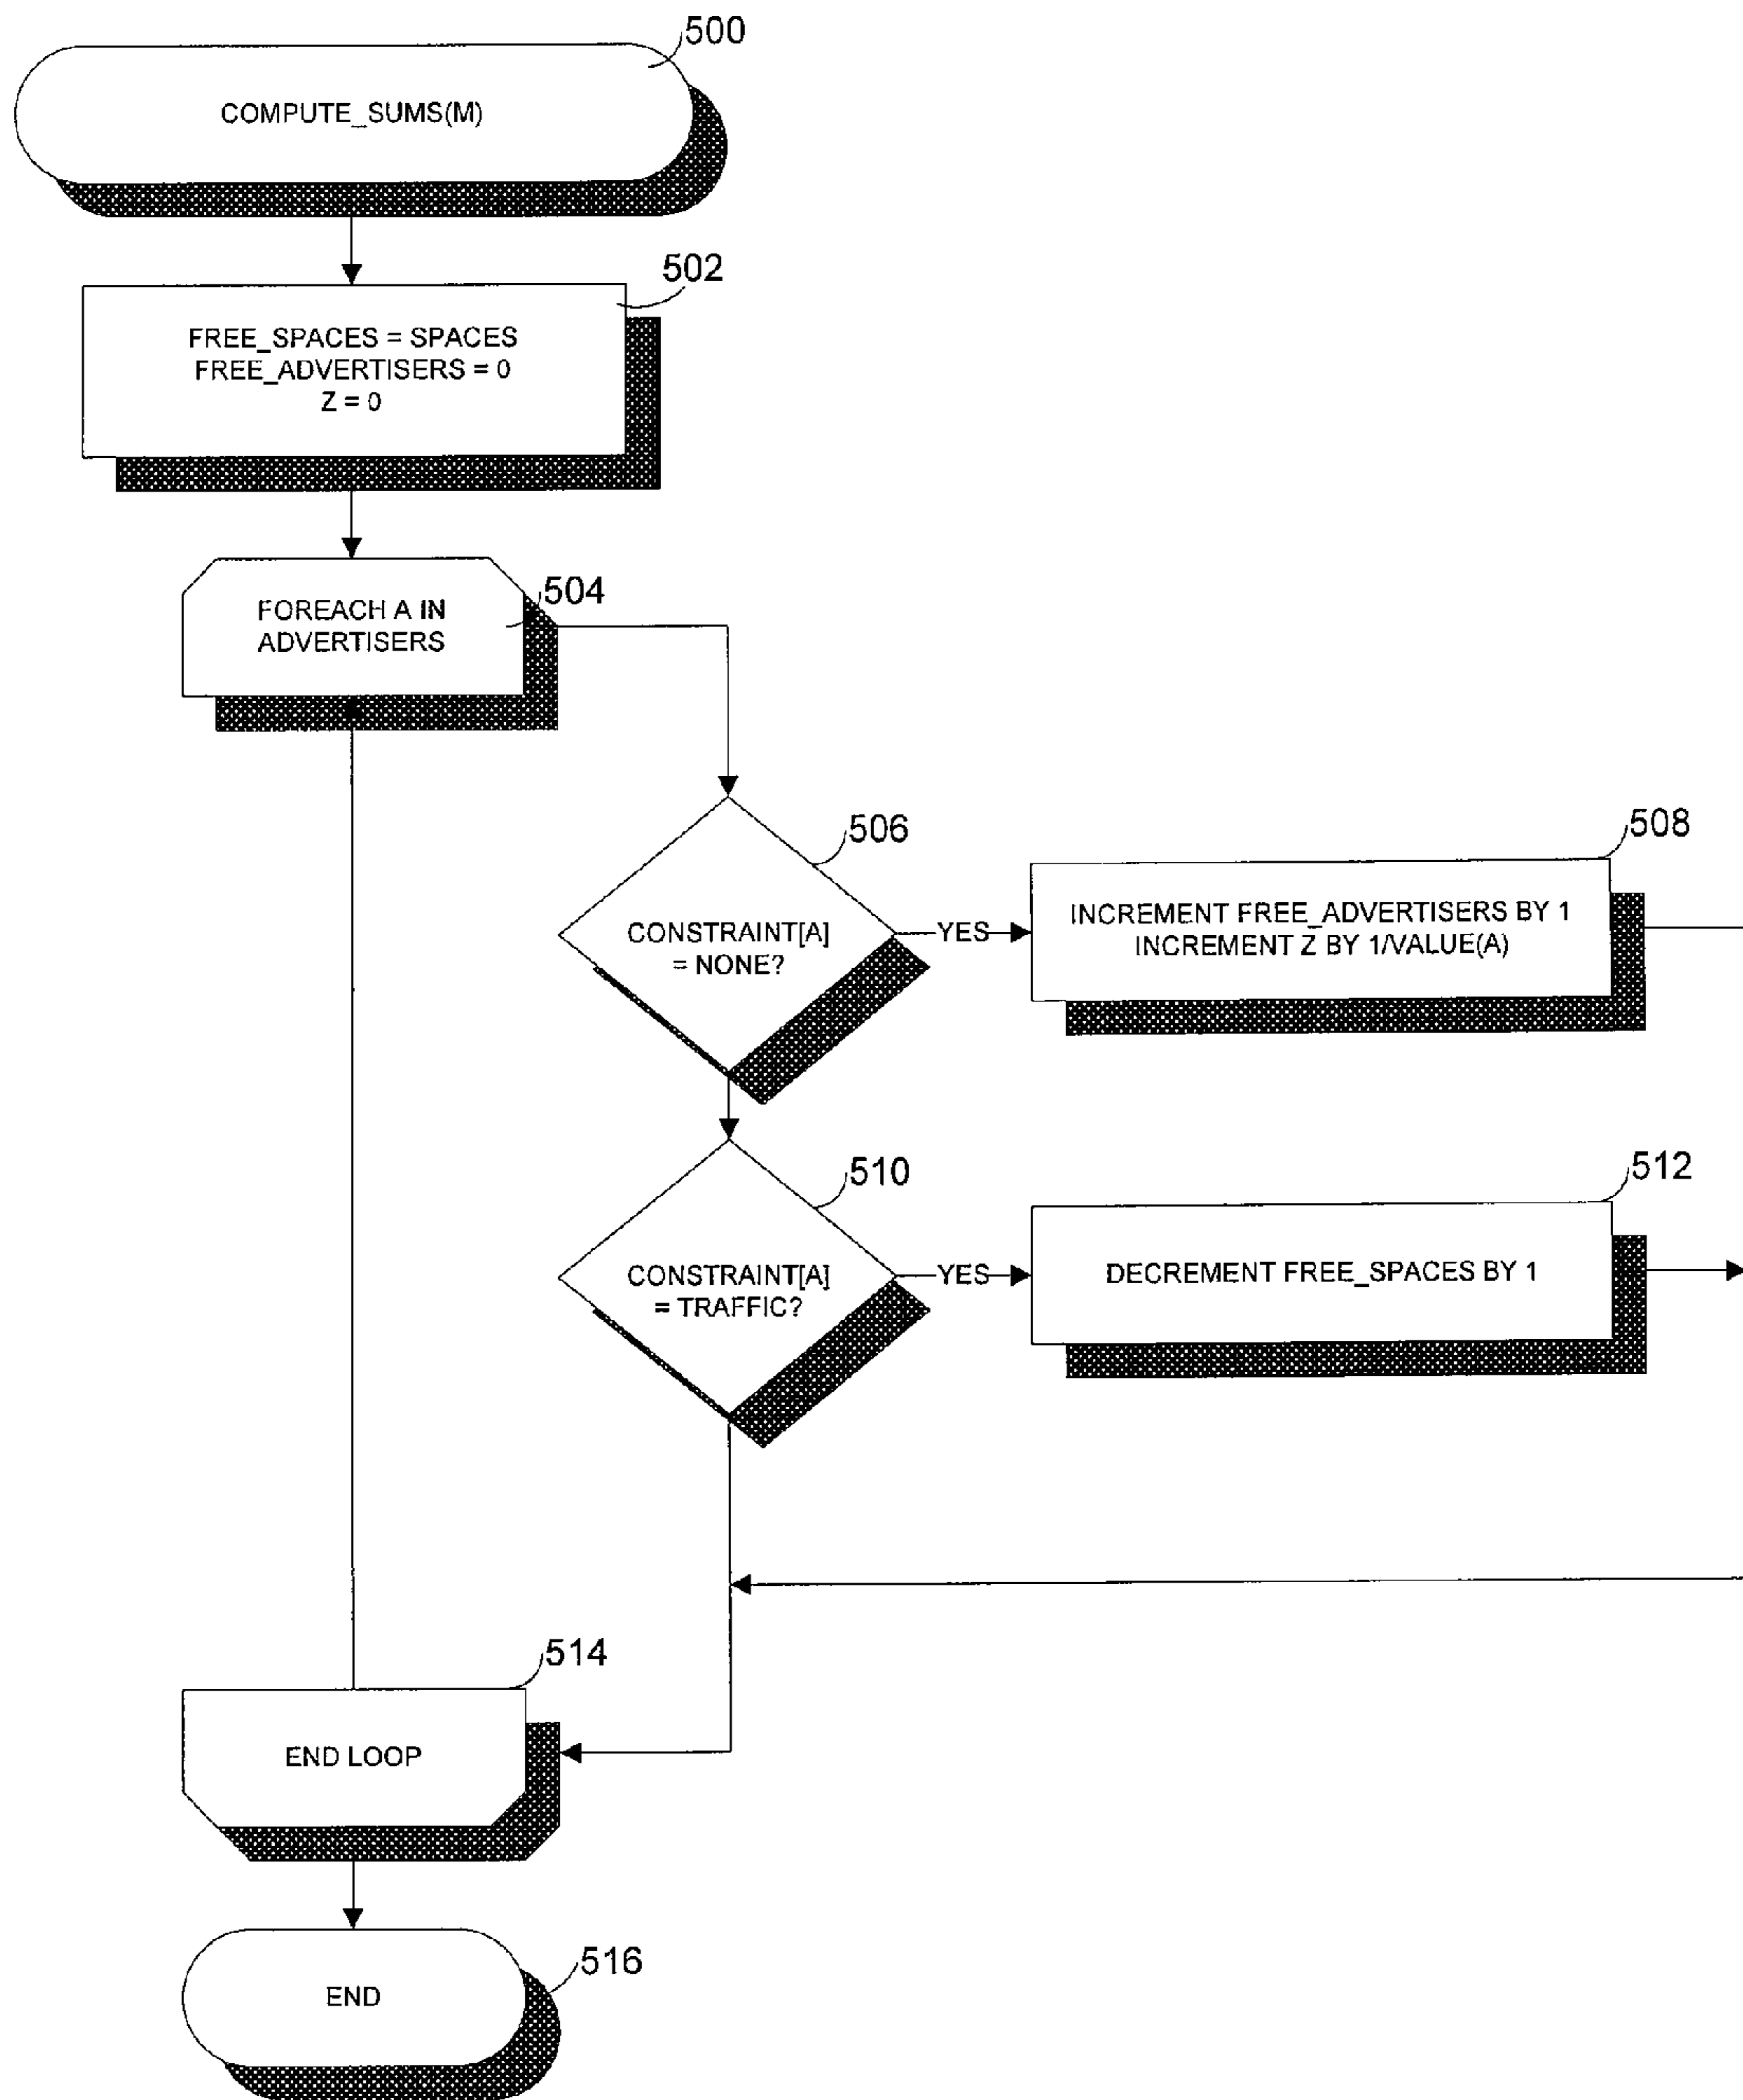 500
COMPUTE_SUMS(M)
502
FREE_SPACES = SPACES
FREE_ADVERTISERS = 0
Z = 0
504
FOREACH A IN
ADVERTISERS
506
CONSTRAINT[A]
= NONE?
YES
508
INCREMENT FREE_ADVERTISERS BY 1
INCREMENT Z BY 1/VALUE(A)
510
CONSTRAINT[A]
= TRAFFIC?
YES
512
DECREMENT FREE_SPACES BY 1
514
END LOOP
516
END